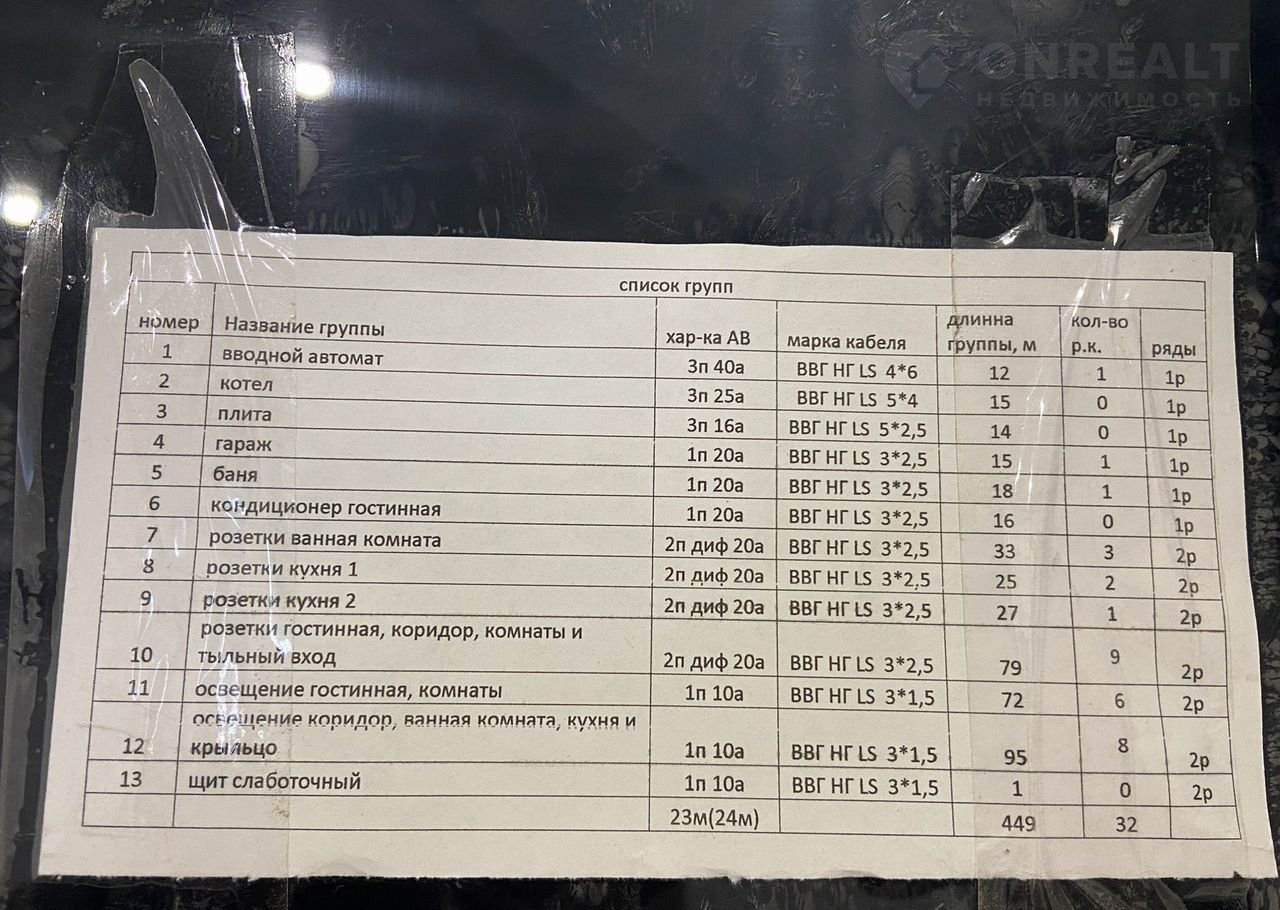 ONREALT
НЕДВИЖИМОСТЬ
список групп
номер Название группы хар-ка АВ марка кабеля длинна группы, м кол-во р.к. ряды
1 вводной автомат 3п 40а ВВГ НГ LS 4*6 12 1 1р
2 котел 3п 25а ВВГ НГ LS 5*4 15 0 1р
3 плита 3п 16а ВВГ НГ LS 5*2,5 14 0 1р
4 гараж 1п 20а ВВГ НГ LS 3*2,5 15 1 1р
5 баня 1п 20а ВВГ НГ LS 3*2,5 18 1 1р
6 кондиционер гостинная 1п 20а ВВГ НГ LS 3*2,5 16 0 1р
7 розетки ванная комната 2п диф 20а ВВГ НГ LS 3*2,5 33 3 2р
8 розетки кухня 1 2п диф 20а ВВГ НГ LS 3*2,5 25 2 2р
9 розетки кухня 2 2п диф 20а ВВГ НГ LS 3*2,5 27 1 2р
розетки гостинная, коридор, комнаты и
10 тыльный вход 2п диф 20а ВВГ НГ LS 3*2,5 79 9 2р
11 освещение гостинная, комнаты 1п 10а ВВГ НГ LS 3*1,5 72 6 2р
освещение коридор, ванная комната, кухня и
12 крыльцо 1п 10а ВВГ НГ LS 3*1,5 95 8 2р
13 щит слаботочный 1п 10а ВВГ НГ LS 3*1,5 1 0 2р
23м(24м) 449 32